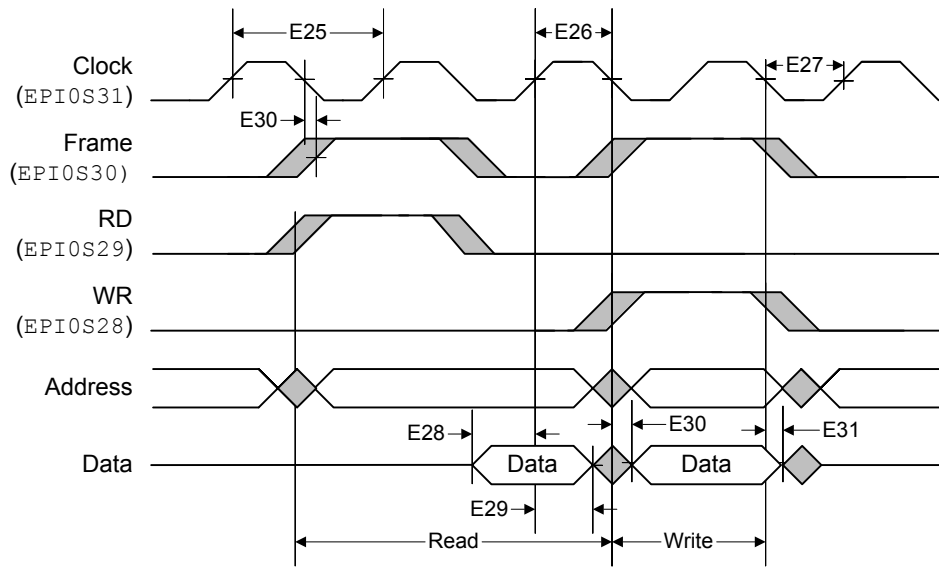 E25
E26
Clock
E27
(EPI0S31)
E30
Frame
(EPI0S30)
RD
(EPI0S29)
WR
(EPI0S28)
Address
E28
E30
E31
Data
Data
Data
E29
Read
Write